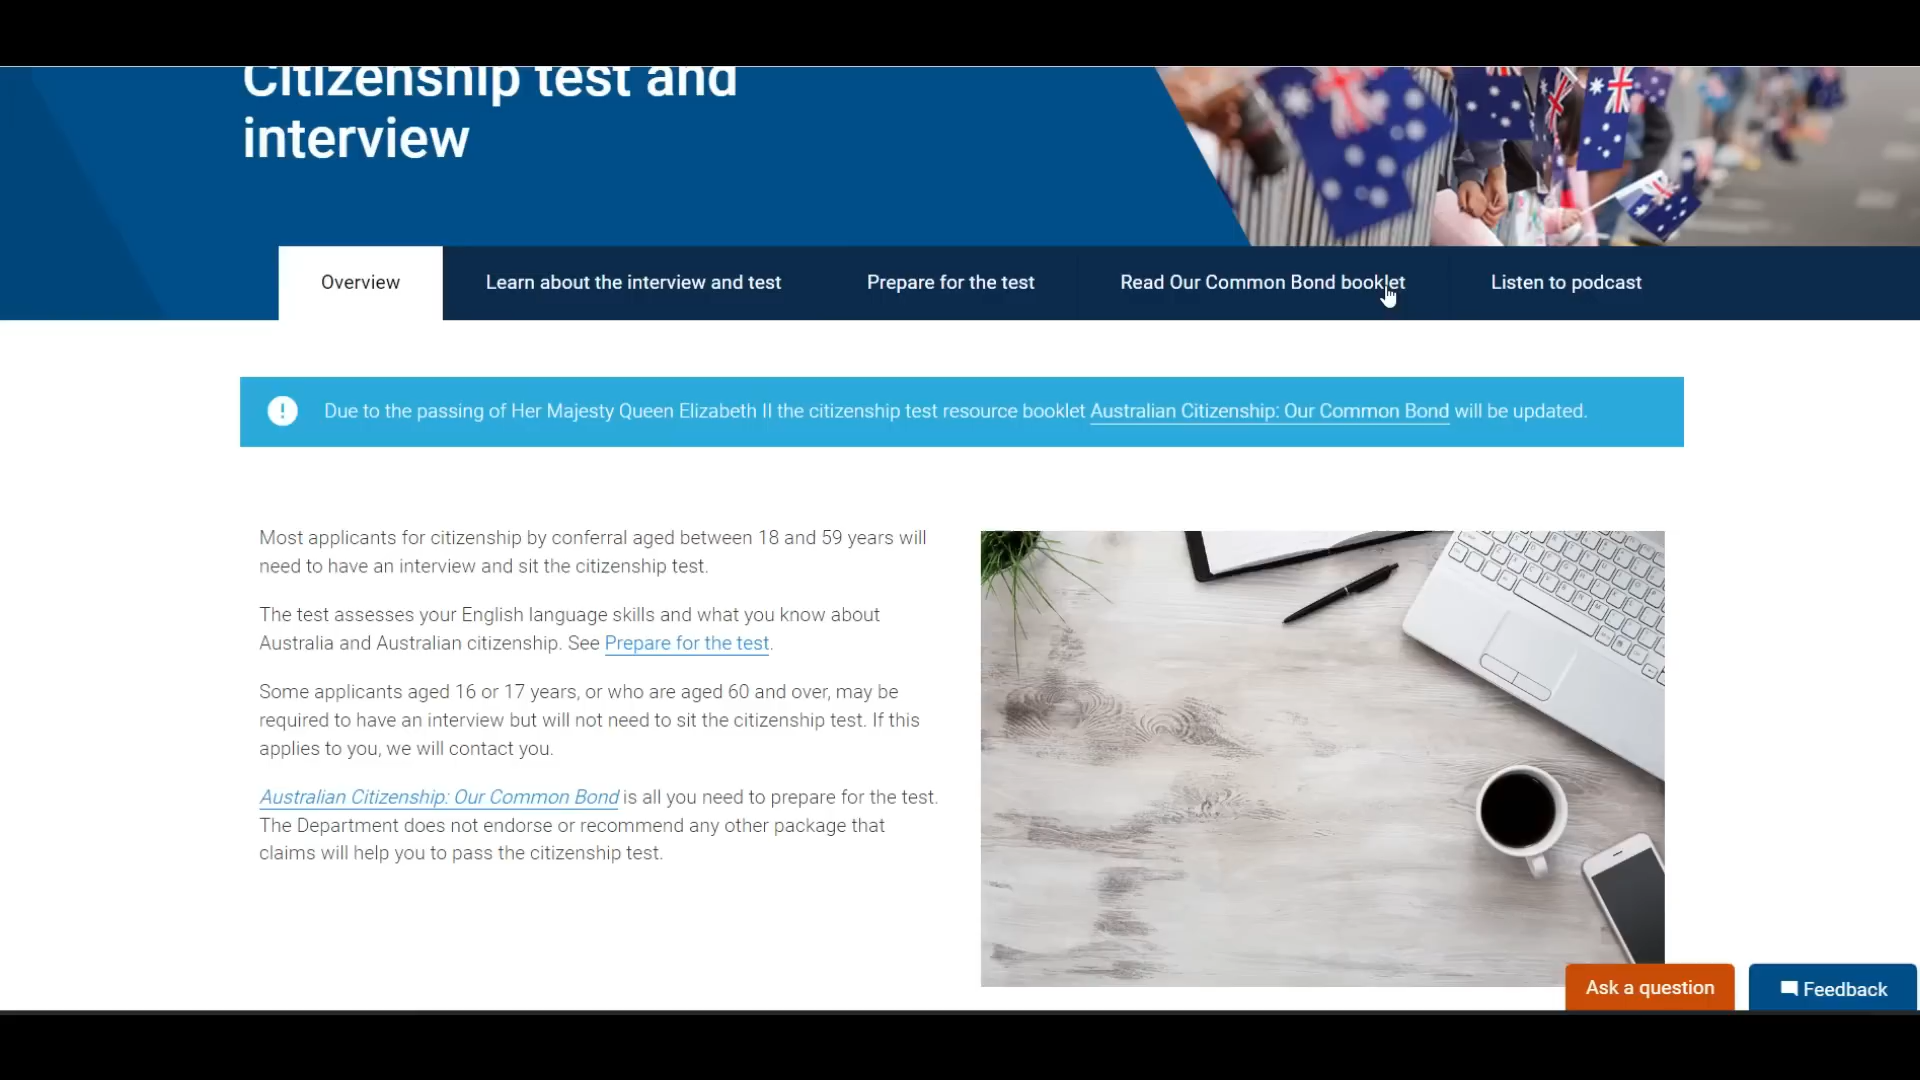 Citizenship test and
interview
Overview
Learn about the interview and test
Prepare for the test
Read Our Common Bond booklet
Listen to podcast
! Due to the passing of Her Majesty Queen Elizabeth II the citizenship test resource booklet Australian Citizenship: Our Common Bond will be updated.
Most applicants for citizenship by conferral aged between 18 and 59 years will
need to have an interview and sit the citizenship test.
The test assesses your English language skills and what you know about
Australia and Australian citizenship. See Prepare for the test.
Some applicants aged 16 or 17 years, or who are aged 60 and over, may be
required to have an interview but will not need to sit the citizenship test. If this
applies to you, we will contact you.
Australian Citizenship: Our Common Bond is all you need to prepare for the test.
The Department does not endorse or recommend any other package that
claims will help you to pass the citizenship test.
Ask a question
Feedback